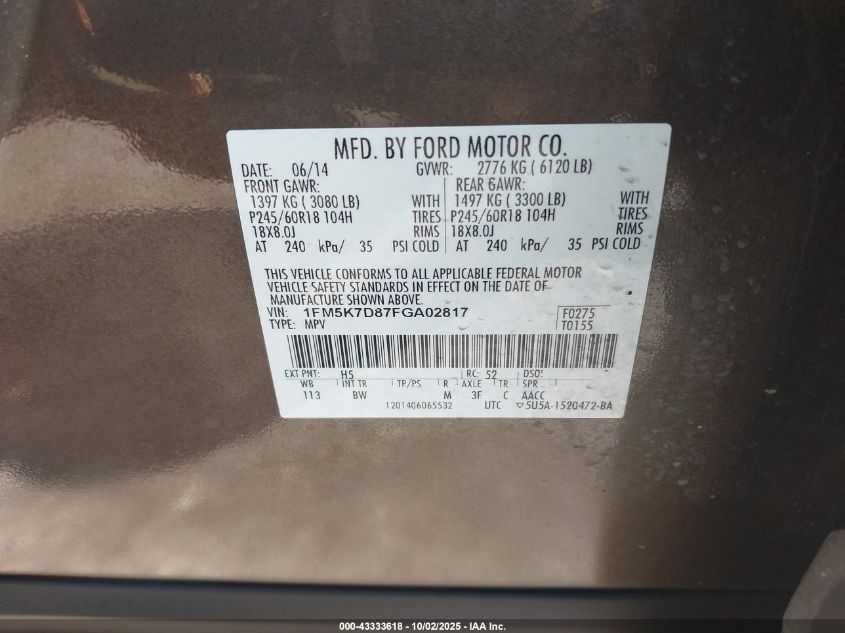 MFD. BY FORD MOTOR CO.
DATE: 06/14 GVWR: 2776 KG ( 6120 LB)
FRONT GAWR: REAR GAWR:
1397 KG ( 3080 LB) WITH 1497 KG ( 3300 LB) WITH
P245/60R18 104H TIRES P245/60R18 104H TIRES
18X8.0J RIMS 18X8.0J RIMS
AT 240 kPa/ 35 PSI COLD AT 240 kPa/ 35 PSI COLD
THIS VEHICLE CONFORMS TO ALL APPLICABLE FEDERAL MOTOR
VEHICLE SAFETY STANDARDS IN EFFECT ON THE DATE OF
MANUFACTURE SHOWN ABOVE.
VIN: 1FM5K7D87FGA02817 F0275
TYPE: MPV T0155
EXT PNT: H5 RC: 52 DSO:
WB INT TR TP/PS R AXLE TR SPR
113 BW M 3F C AACC
1201406065532 UTC ▽5U5A-1520472-BA
000-43333618 - 10/02/2025 - IAA Inc.